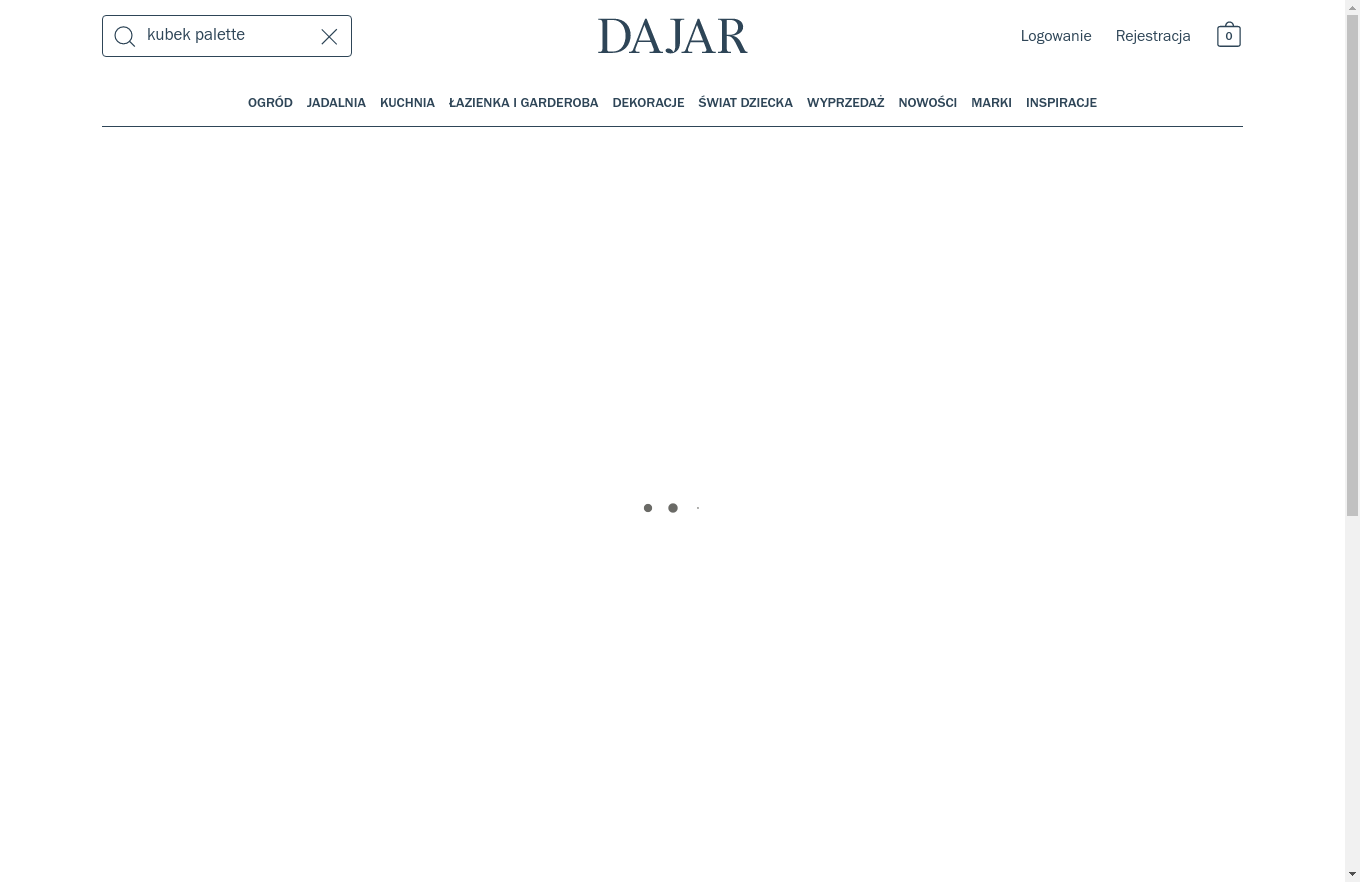 kubek palette
DAJAR
Logowanie Rejestracja 0
OGRÓD JADALNIA KUCHNIA ŁAZIENKA I GARDEROBA DEKORACJE ŚWIAT DZIECKA WYPRZEDAŻ NOWOŚCI MARKI INSPIRACJE